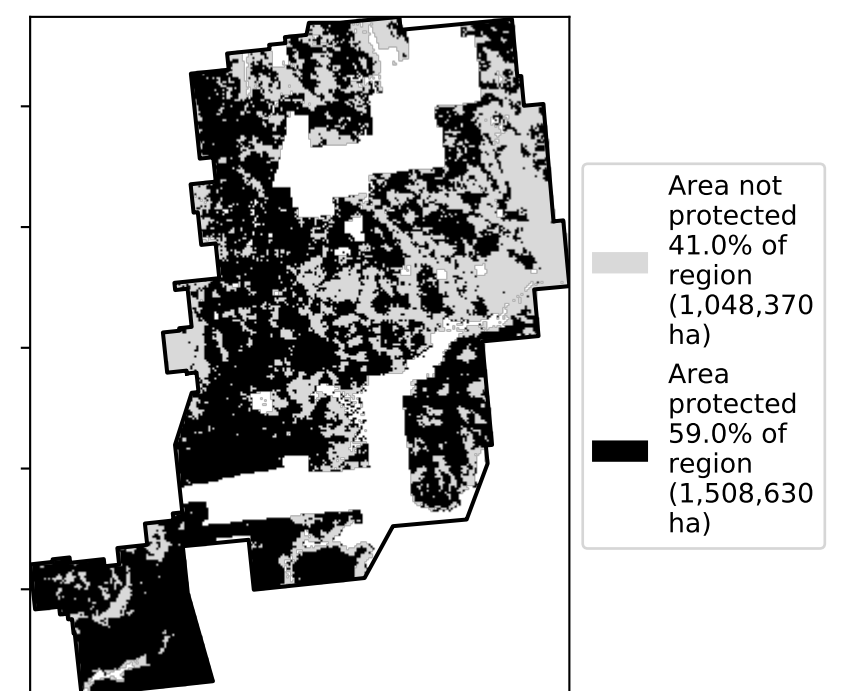 Area not
protected
41.0% of
region
(1,048,370
ha)
Area
protected
59.0% of
region
(1,508,630
ha)